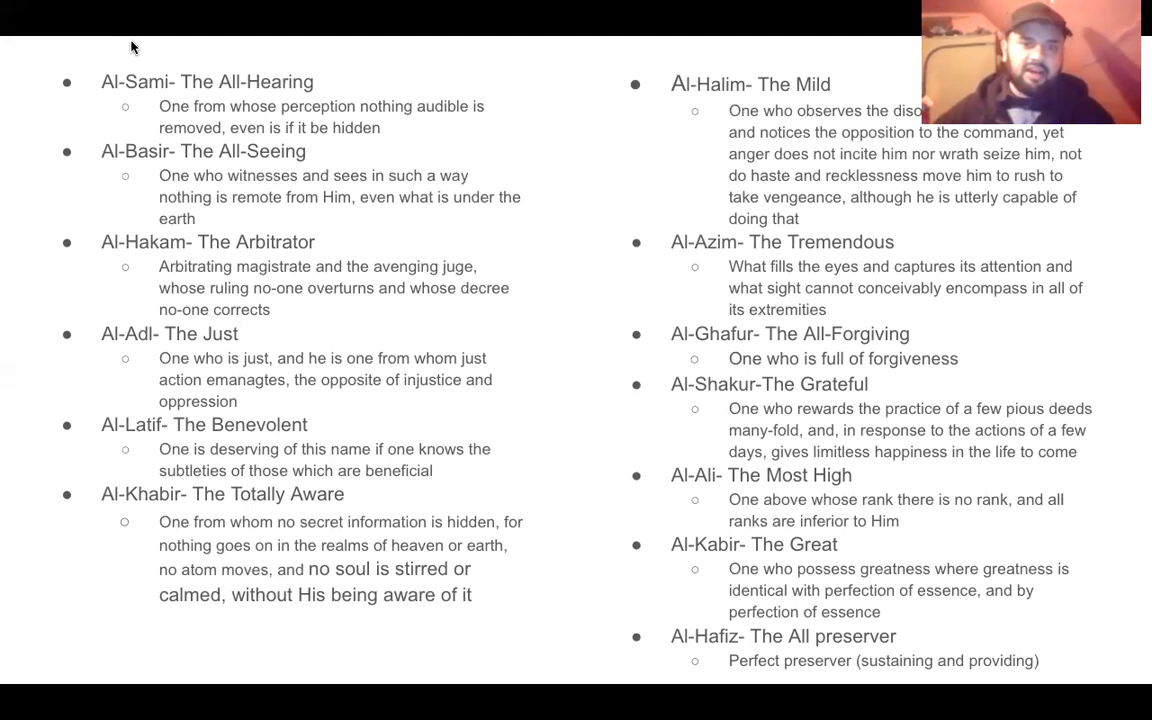 Al-Sami- The All-Hearing
One from whose perception nothing audible is
removed, even is if it be hidden
Al-Basir- The All-Seeing
One who witnesses and sees in such a way
nothing is remote from Him, even what is under the
earth
Al-Hakam- The Arbitrator
Arbitrating magistrate and the avenging juge,
whose ruling no-one overturns and whose decree
no-one corrects
Al-Adl- The Just
One who is just, and he is one from whom just
action emanagtes, the opposite of injustice and
oppression
Al-Latif- The Benevolent
One is deserving of this name if one knows the
subtleties of those which are beneficial
Al-Khabir- The Totally Aware
One from whom no secret information is hidden, for
nothing goes on in the realms of heaven or earth,
no atom moves, and no soul is stirred or
calmed, without His being aware of it
Al-Halim- The Mild
One who observes the
and notices the opposition to the command, yet
anger does not incite him nor wrath seize him, not
do haste and recklessness move him to rush to
take vengeance, although he is utterly capable of
doing that
Al-Azim- The Tremendous
What fills the eyes and captures its attention and
what sight cannot conceivably encompass in all of
its extremities
Al-Ghafur- The All-Forgiving
One who is full of forgiveness
Al-Shakur-The Grateful
One who rewards the practice of a few pious deeds
many-fold, and, in response to the actions of a few
days, gives limitless happiness in the life to come
Al-Ali- The Most High
One above whose rank there is no rank, and all
ranks are inferior to Him
Al-Kabir- The Great
One who possess greatness where greatness is
identical with perfection of essence, and by
perfection of essence
Al-Hafiz- The All preserver
Perfect preserver (sustaining and providing)